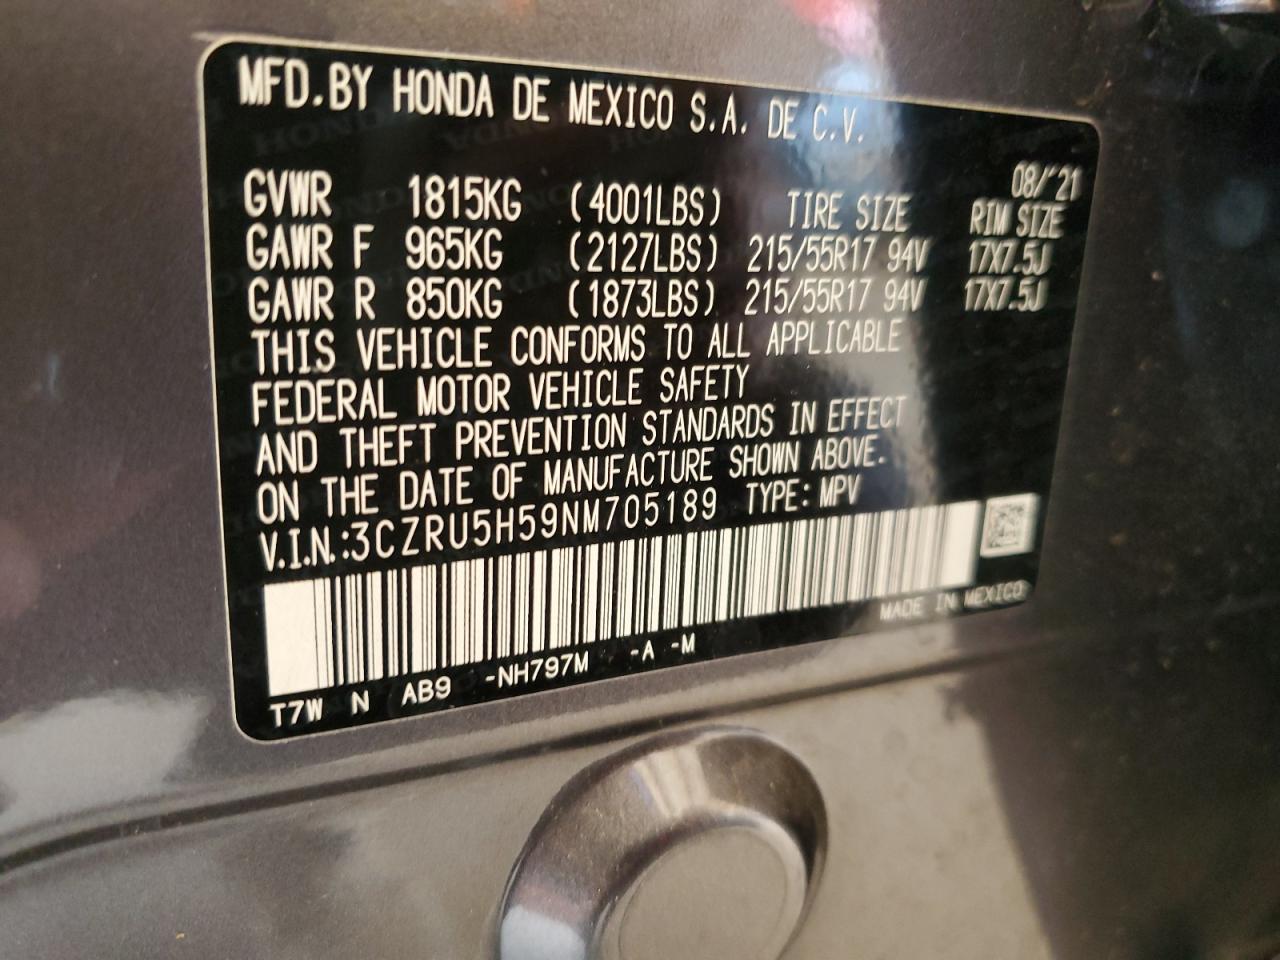 MFD.BY HONDA DE MEXICO S.A. DE C.V.
08/'21
GVWR 1815KG (4001LBS) TIRE SIZE RIM SIZE
GAWR F 965KG (2127LBS) 215/55R17 94V 17X7.5J
GAWR R 850KG (1873LBS) 215/55R17 94V 17X7.5J
THIS VEHICLE CONFORMS TO ALL APPLICABLE
FEDERAL MOTOR VEHICLE SAFETY
AND THEFT PREVENTION STANDARDS IN EFFECT
ON THE DATE OF MANUFACTURE SHOWN ABOVE.
V.I.N.:3CZRU5H59NM705189 TYPE: MPV
MADE IN MEXICO
T7W N AB9 -NH797M -A -M